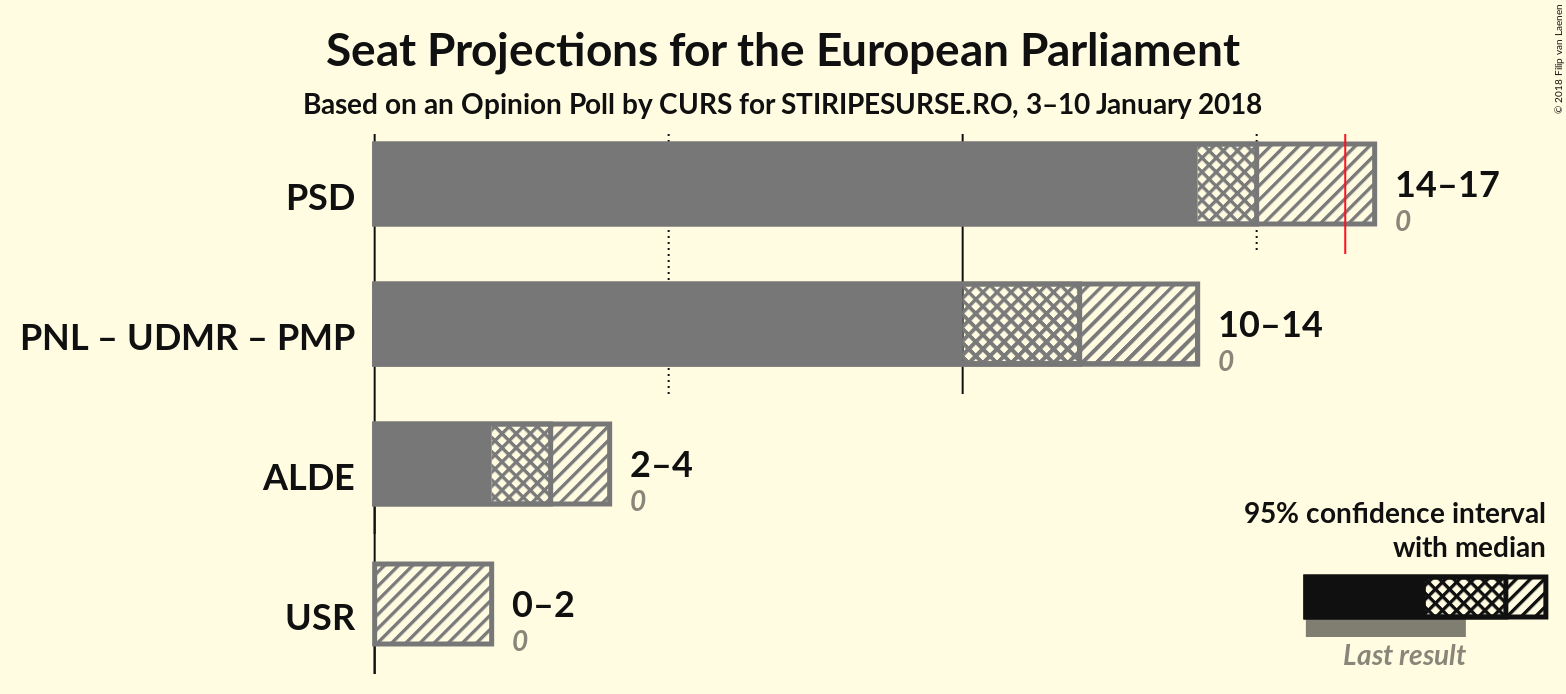 Seat Projections for the European Parliament
Based on an Opinion Poll by CURS for STIRIPESURSE.RO, 3–10 January 2018
© 2018 Filip van Laenen
PSD
14–17
0
PNL – UDMR – PMP
10–14
0
ALDE
2–4
0
USR
0–2
0
95% confidence interval
with median
Last result